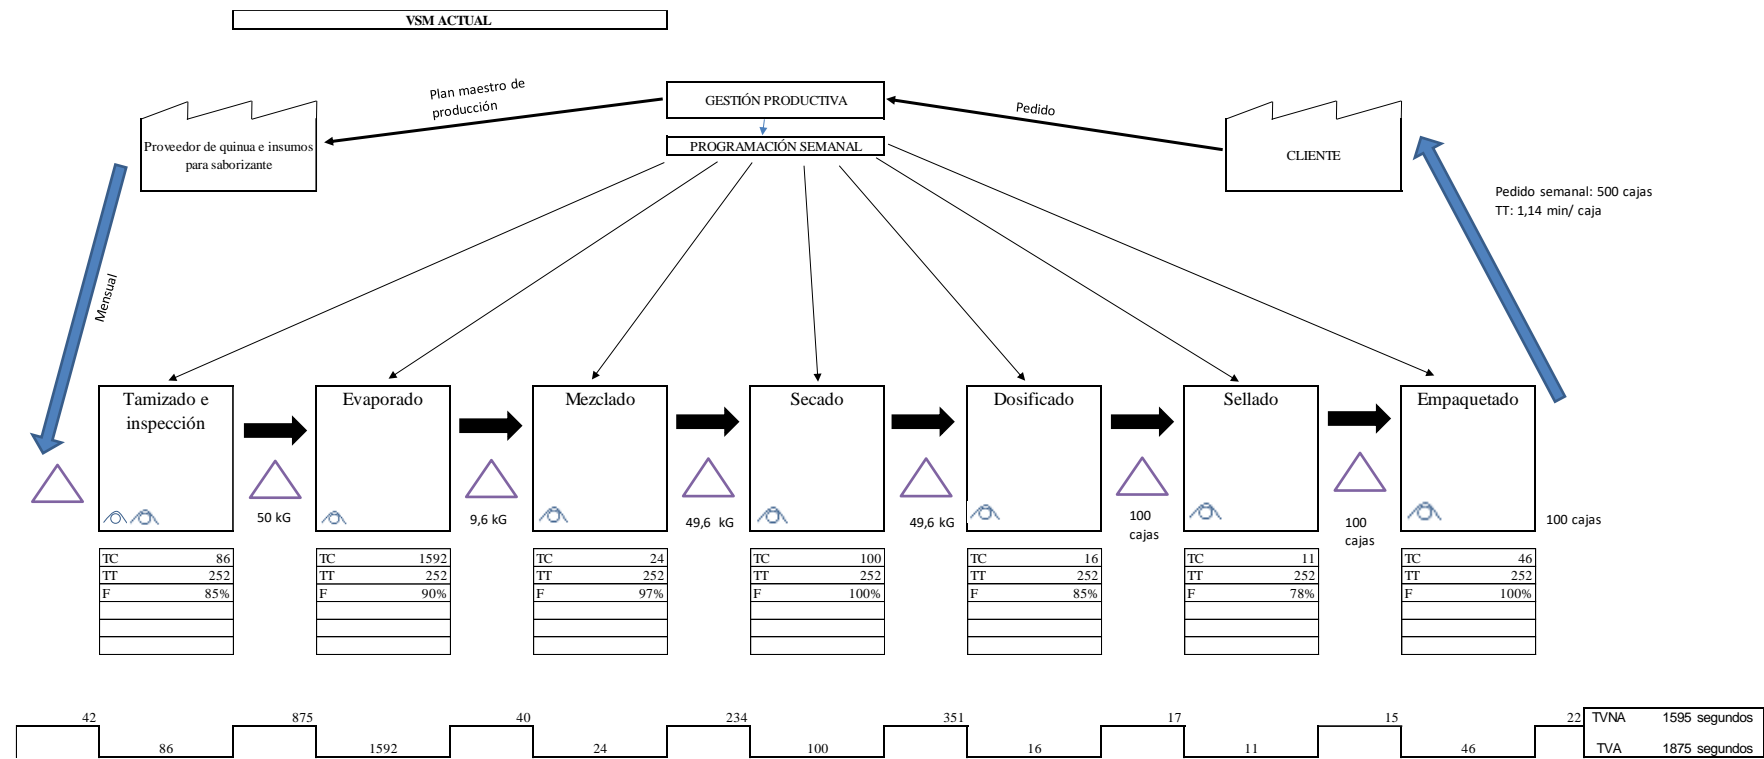 VSM ACTUAL
Plan maestro de
producción
GESTIÓN PRODUCTIVA
Pedido
PROGRAMACIÓN SEMANAL
Proveedor de quinua e insumos
para saborizante
CLIENTE
Pedido semanal: 500 cajas
TT: 1,14 min/ caja
Mensual
Tamizado e
inspección
Evaporado
Mezclado
Secado
Dosificado
Sellado
Empaquetado
50 kG
9,6 kG
49,6 kG
49,6 kG
100
cajas
100
cajas
100 cajas
TC 86
TT 252
F 85%
TC 1592
TT 252
F 90%
TC 24
TT 252
F 97%
TC 100
TT 252
F 100%
TC 16
TT 252
F 85%
TC 11
TT 252
F 78%
TC 46
TT 252
F 100%
42 875 40 234 351 17 15 22
TVNA 1595 segundos
86 1592 24 100 16 11 46
TVA 1875 segundos